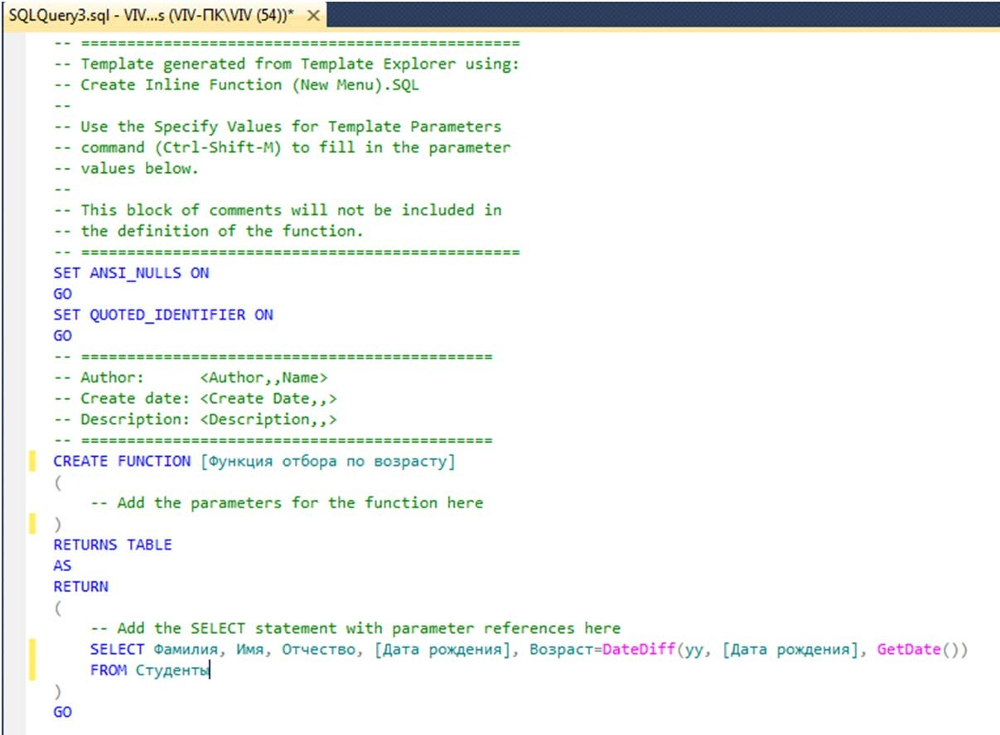 SQLQuery3.sql - VIV...s (VIV-ПК\VIV (54))* ✕
-- ================================================
-- Template generated from Template Explorer using:
-- Create Inline Function (New Menu).SQL
--
-- Use the Specify Values for Template Parameters
-- command (Ctrl-Shift-M) to fill in the parameter
-- values below.
--
-- This block of comments will not be included in
-- the definition of the function.
-- ================================================
SET ANSI_NULLS ON
GO
SET QUOTED_IDENTIFIER ON
GO
-- =============================================
-- Author:      <Author,,Name>
-- Create date: <Create Date,,>
-- Description: <Description,,>
-- =============================================
CREATE FUNCTION [Функция отбора по возрасту]
(
    -- Add the parameters for the function here
)
RETURNS TABLE
AS
RETURN
(
    -- Add the SELECT statement with parameter references here
    SELECT Фамилия, Имя, Отчество, [Дата рождения], Возраст=DateDiff(yy, [Дата рождения], GetDate())
    FROM Студенты
)
GO